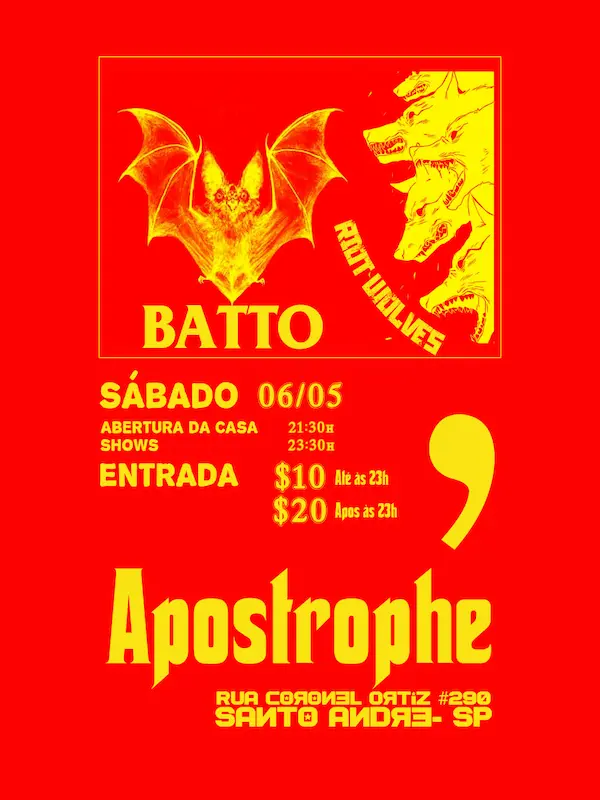 BATTO
RIOT WOLVES
SÁBADO 06/05
ABERTURA DA CASA 21:30H
SHOWS 23:30H
ENTRADA $10 Até às 23h
$20 Apos às 23h
,
Apostrophe
RUA CORONEL ORTIZ #290
SANTO ANDRE- SP